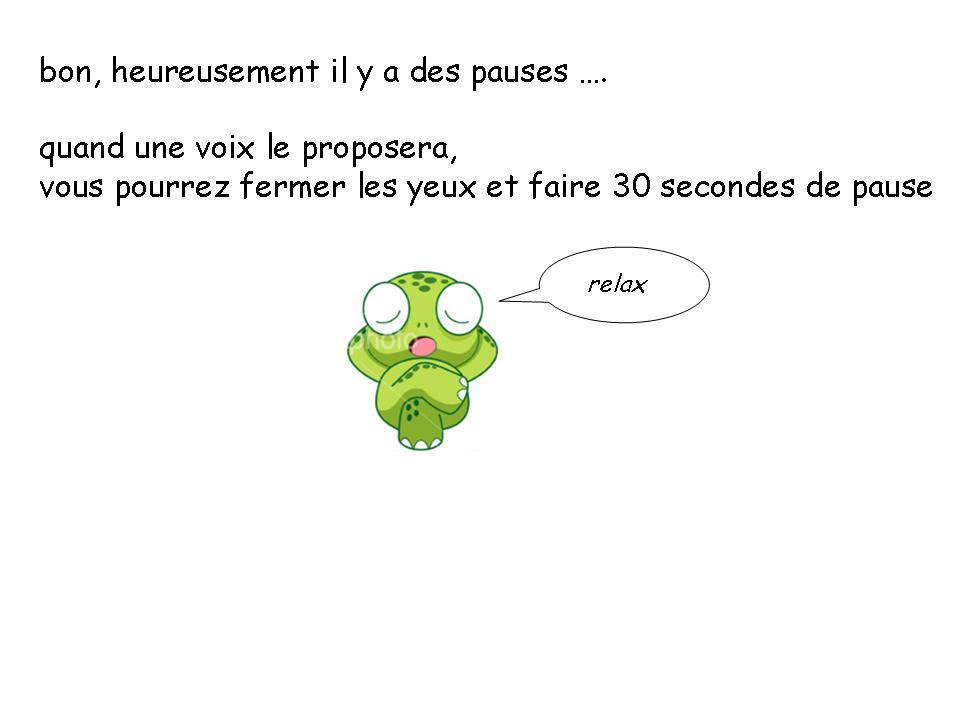 bon, heureusement il y a des pauses ....
quand une voix le proposera,
vous pourrez fermer les yeux et faire 30 secondes de pause
relax
photo